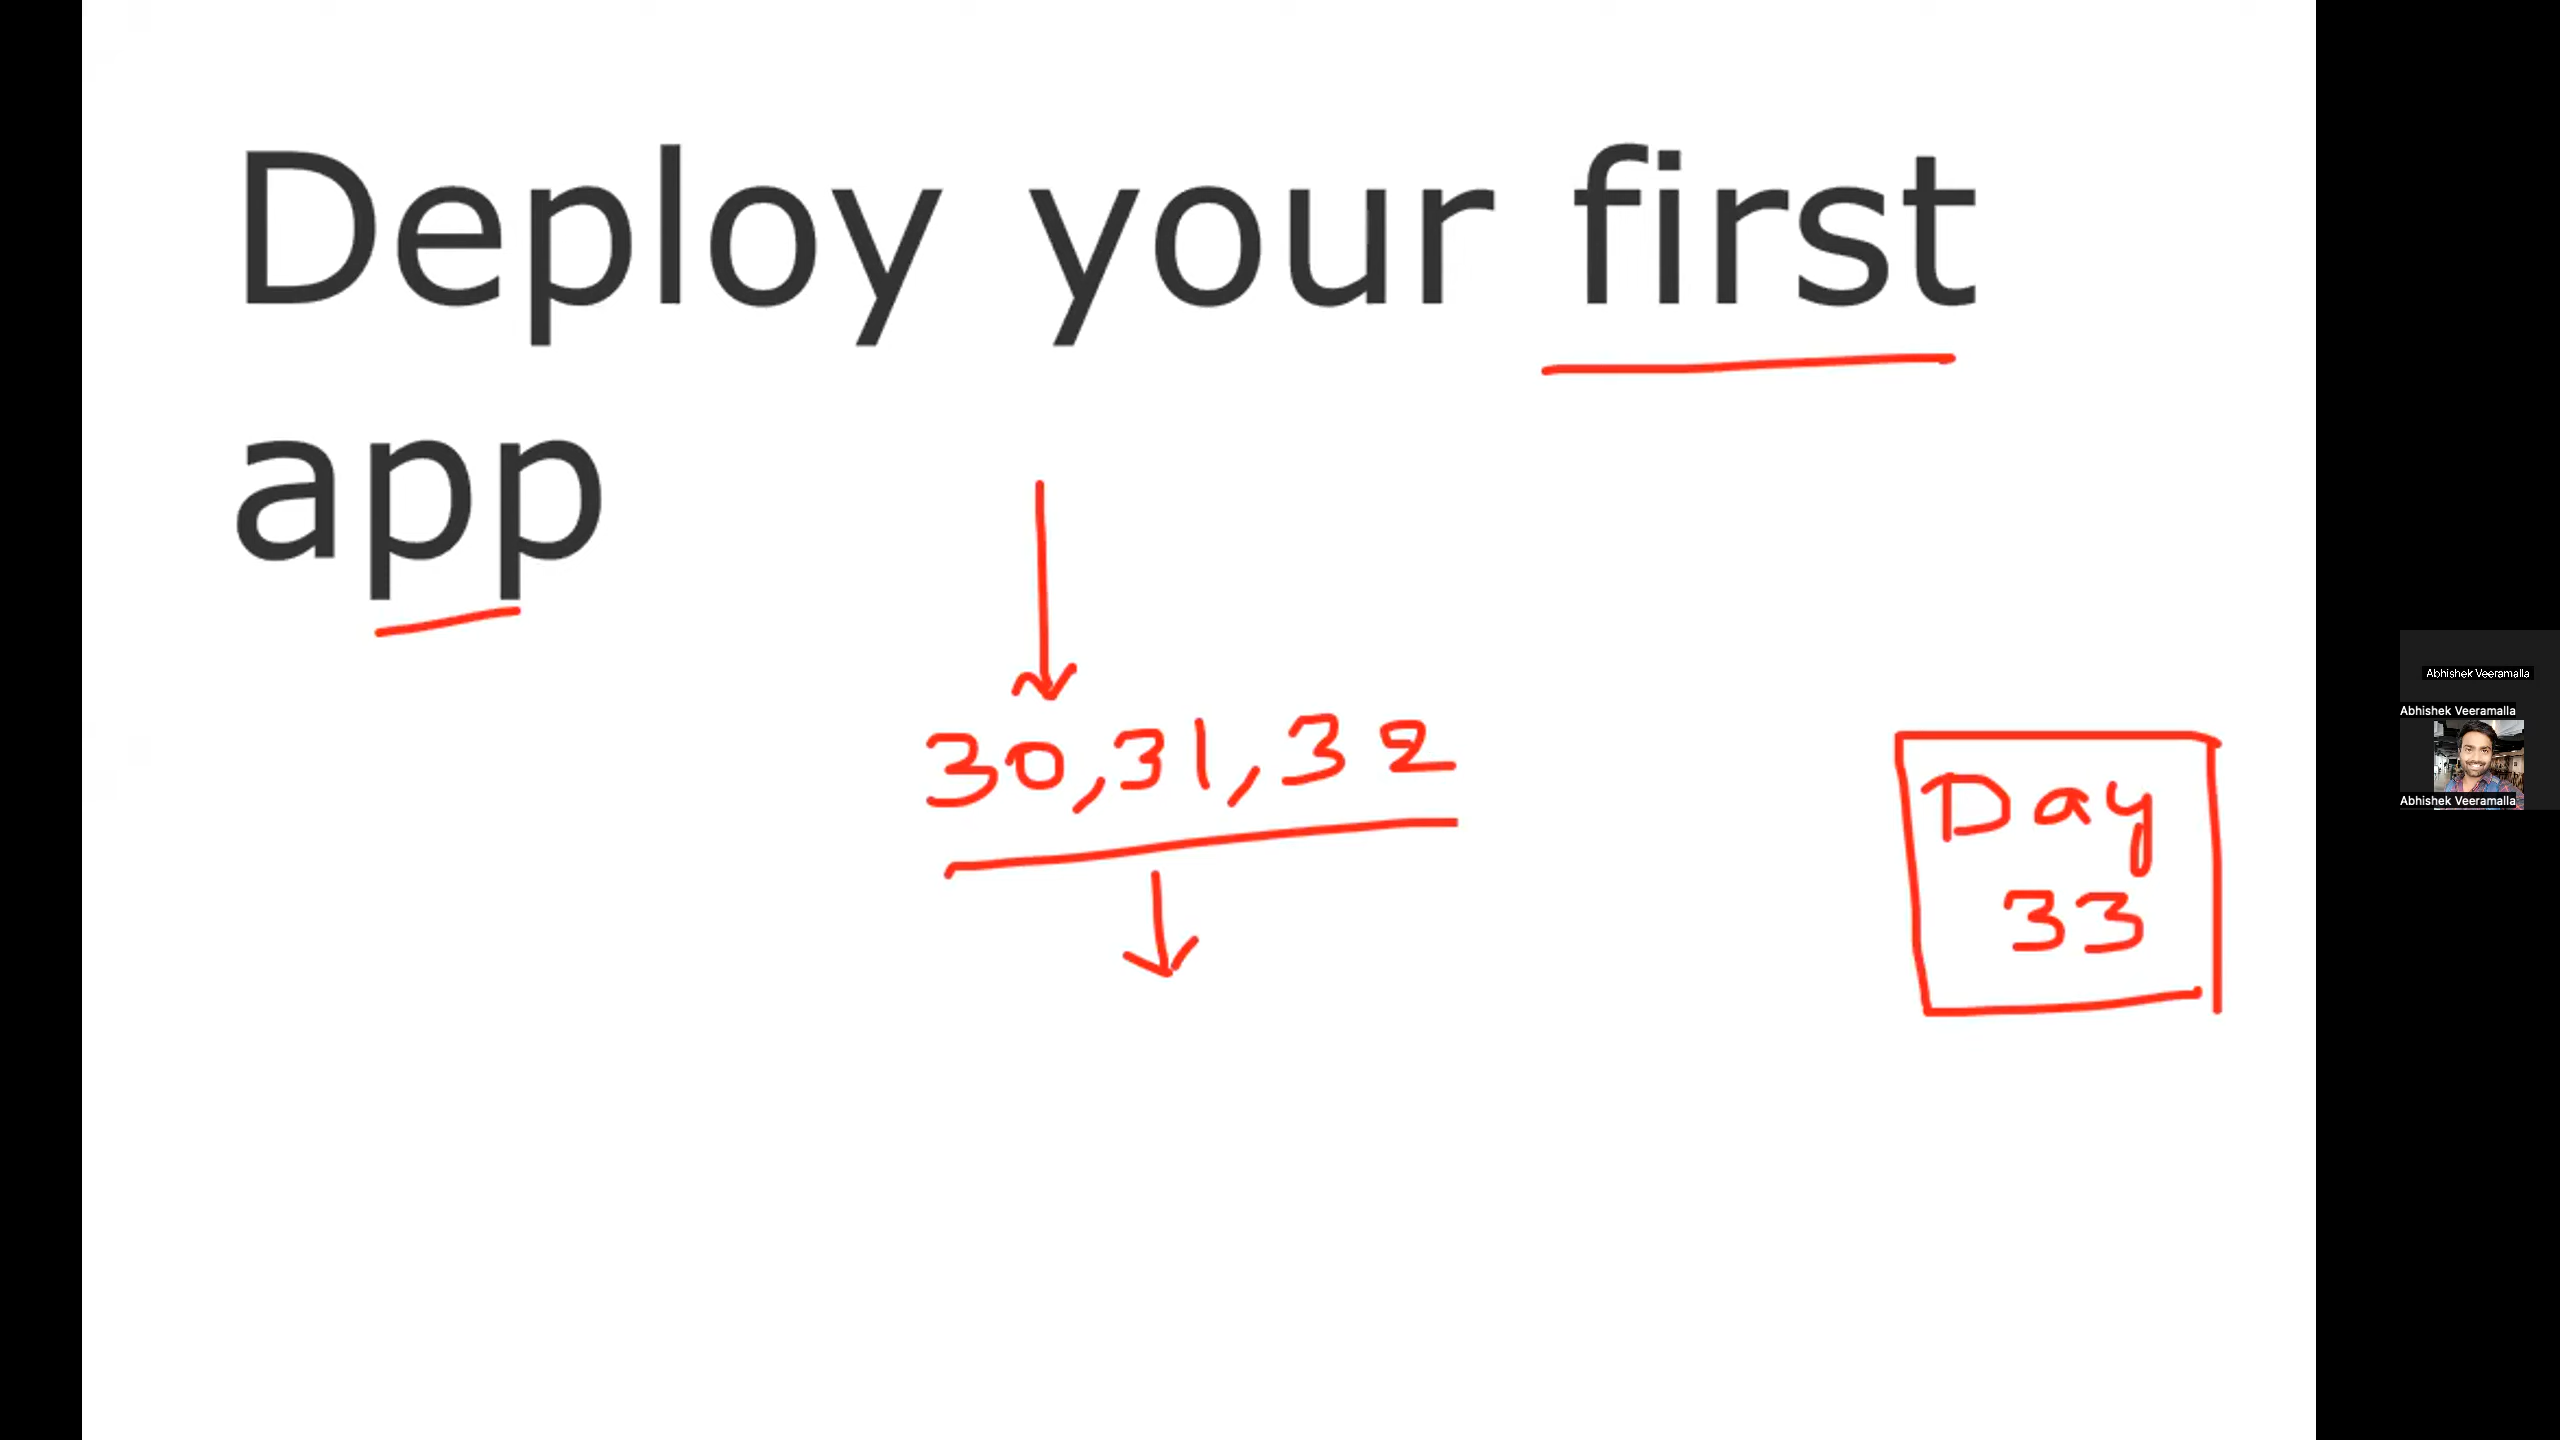 Deploy your first
app
30, 31, 32
Day
33
Abhishek Veeramalla
Abhishek Veeramalla
Abhishek Veeramalla